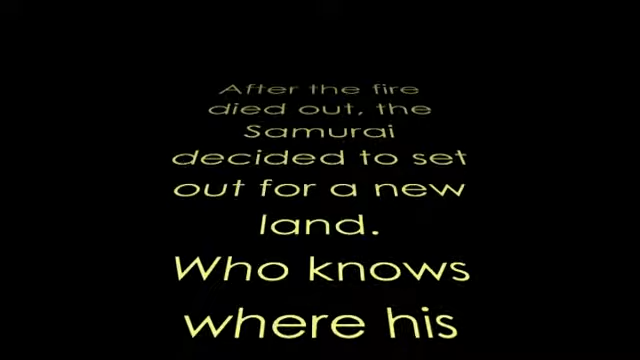 After the fire
died out, the
Samurai
decided to set
out for a new
land.
Who knows
where his